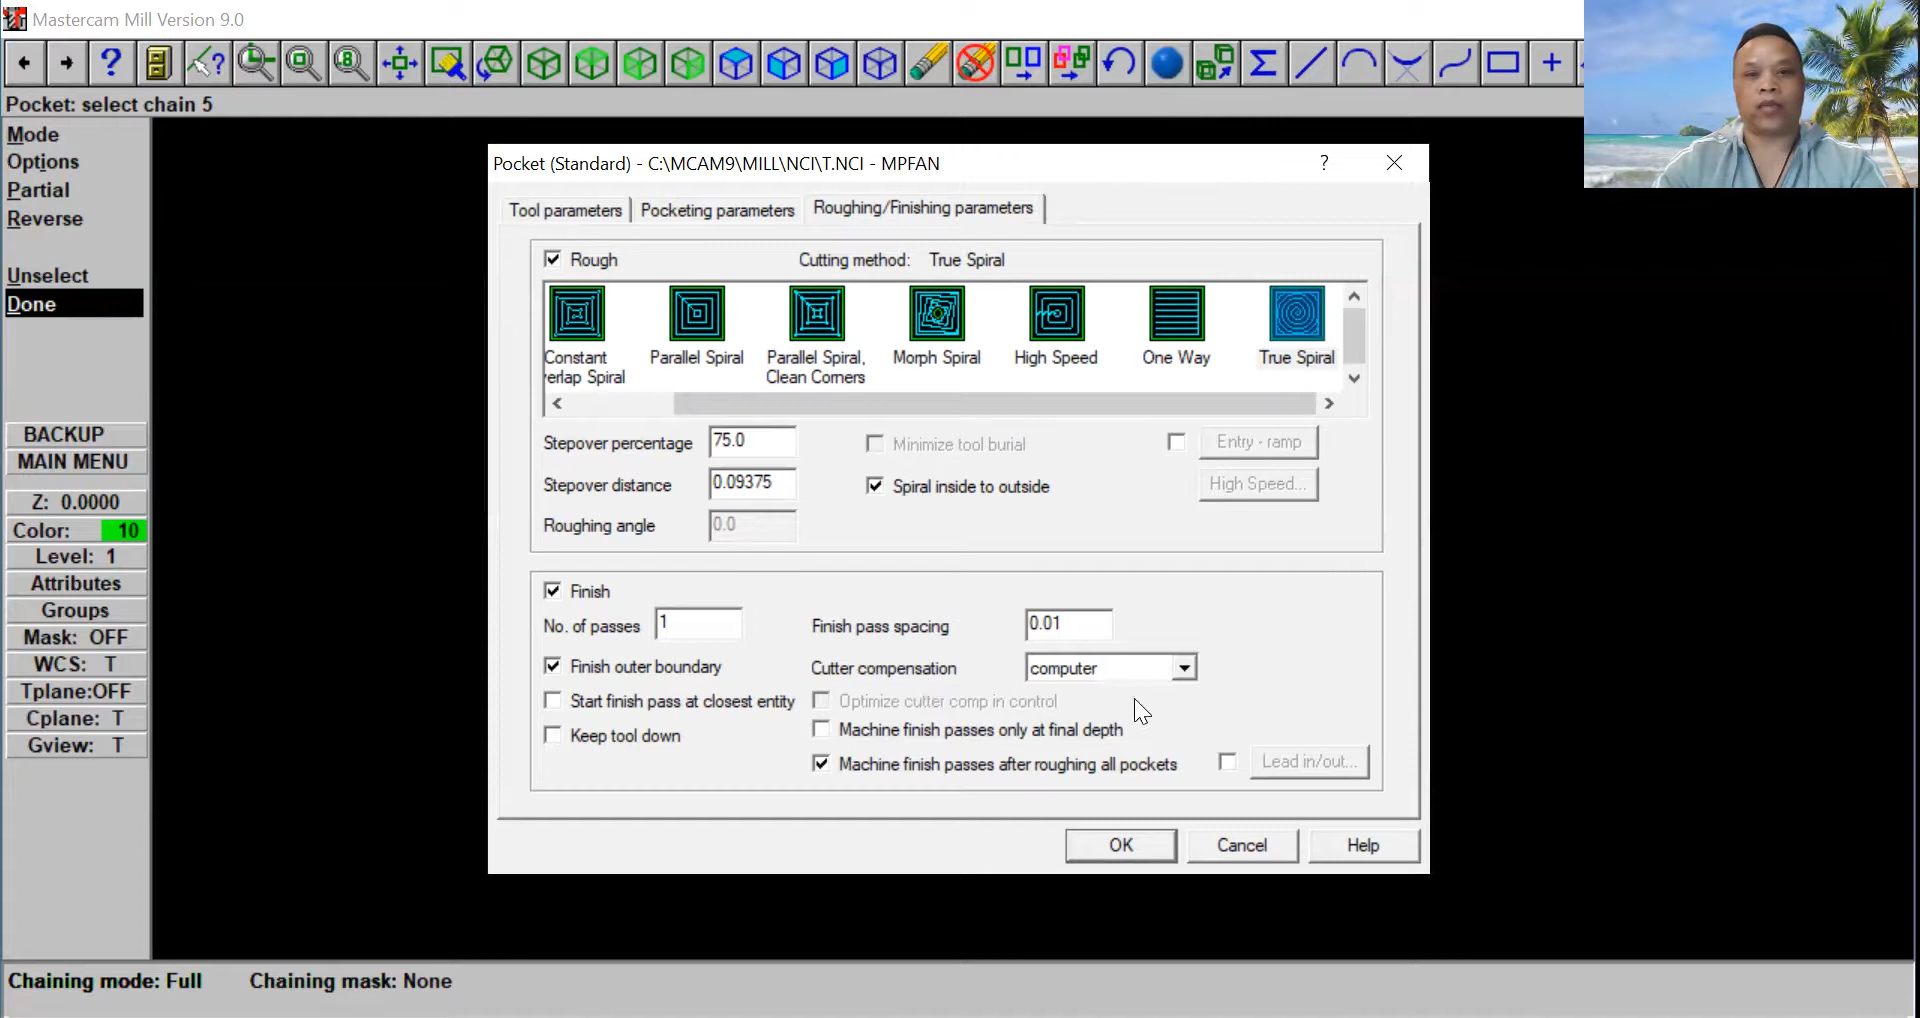 Mastercam Mill Version 9.0
Pocket: select chain 5
Mode
Options
Partial
Reverse
Unselect
Done
BACKUP
MAIN MENU
Z: 0.0000
Color: 10
Level: 1
Attributes
Groups
Mask: OFF
WCS: T
Tplane:OFF
Cplane: T
Gview: T
Pocket (Standard) - C:\MCAM9\MILL\NCI\T.NCI - MPFAN
Tool parameters
Pocketing parameters
Roughing/Finishing parameters
Rough
Cutting method: True Spiral
Constant
verlap Spiral
Parallel Spiral
Parallel Spiral,
Clean Corners
Morph Spiral
High Speed
One Way
True Spiral
Stepover percentage 75.0
Minimize tool burial
Entry - ramp
Stepover distance 0.09375
Spiral inside to outside
High Speed...
Roughing angle 0.0
Finish
No. of passes 1
Finish pass spacing 0.01
Finish outer boundary
Cutter compensation computer
Start finish pass at closest entity
Optimize cutter comp in control
Keep tool down
Machine finish passes only at final depth
Machine finish passes after roughing all pockets
Lead in/out...
OK
Cancel
Help
Chaining mode: Full
Chaining mask: None